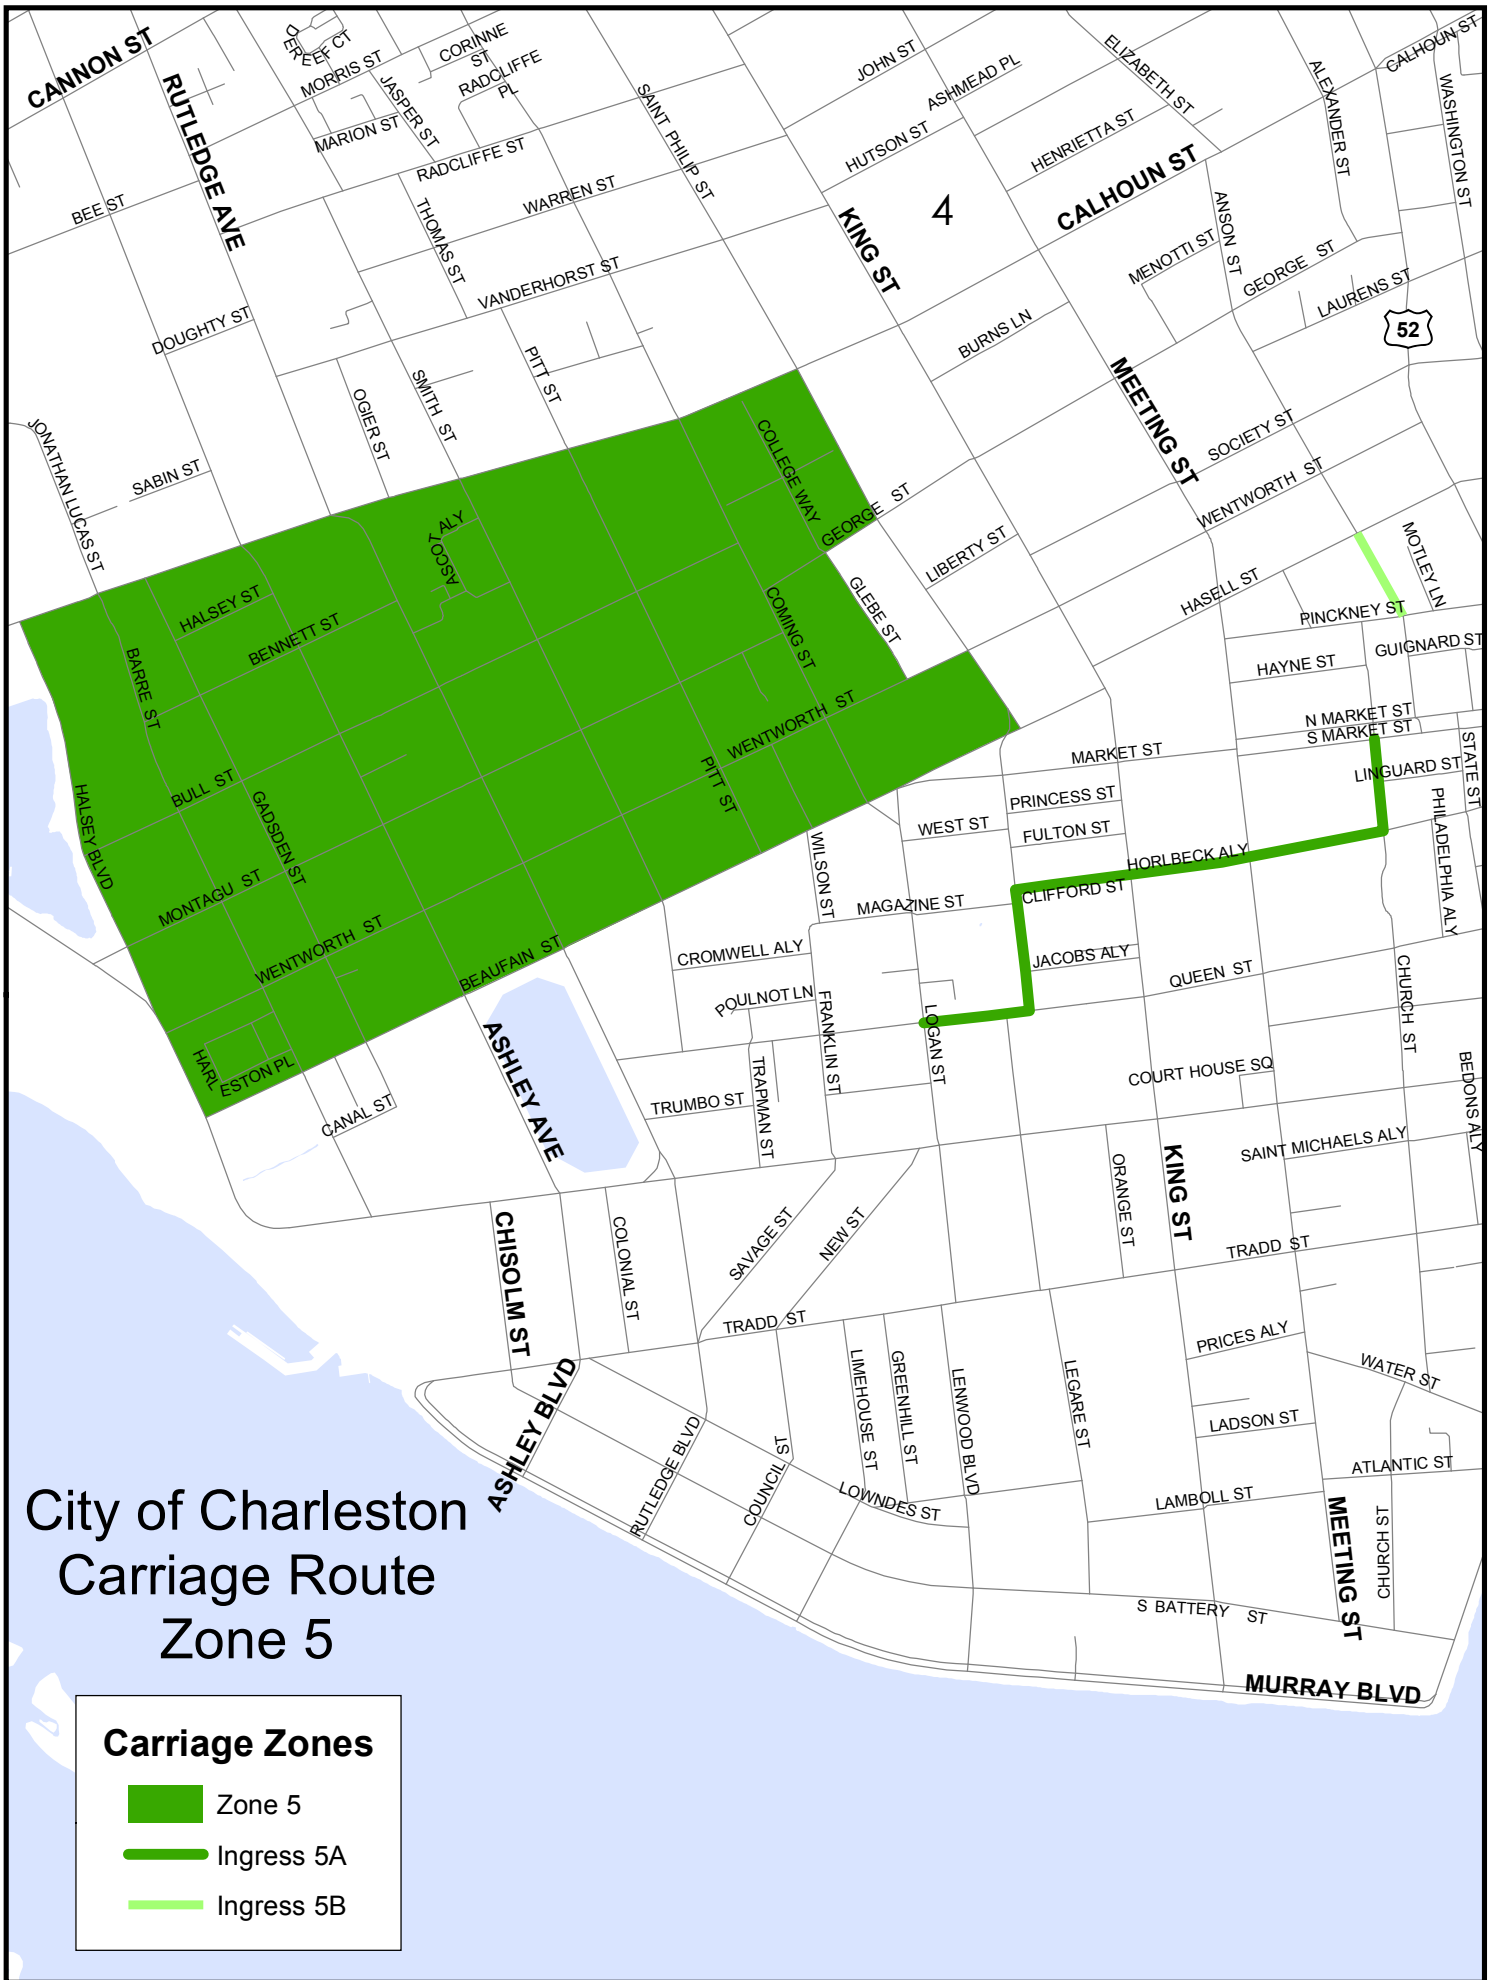 CANNON ST
RUTLEDGE AVE
DEREEF CT
MORRIS ST
CORINNE
ST
RADCLIFFE
PL
JASPER ST
MARION ST
RADCLIFFE ST
SAINT PHILIP ST
JOHN ST
ASHMEAD PL
ELIZABETH ST
HUTSON ST
HENRIETTA ST
ALEXANDER ST
CALHOUN ST
WASHINGTON ST
BEE ST
THOMAS ST
WARREN ST
KING ST
4
CALHOUN ST
ANSON ST
MENOTTI ST
GEORGE ST
LAURENS ST
52
VANDERHORST ST
DOUGHTY ST
BURNS LN
PITT ST
SMITH ST
OGIER ST
MEETING ST
SOCIETY ST
WENTWORTH ST
JONATHAN LUCAS ST
SABIN ST
COLLEGE WAY
GEORGE ST
ASCOT ALY
LIBERTY ST
GLEBE ST
MOTLEY LN
HASELL ST
PINCKNEY ST
GUIGNARD ST
HAYNE ST
HALSEY ST
BENNETT ST
BARRE ST
COMING ST
WENTWORTH ST
N MARKET ST
S MARKET ST
STATE ST
MARKET ST
LINGUARD ST
PRINCESS ST
PHILADELPHIA ALY
BULL ST
PITT ST
HALSEY BLVD
GADSDEN ST
WEST ST
FULTON ST
WILSON ST
HORLBECK ALY
CLIFFORD ST
MAGAZINE ST
MONTAGU ST
WENTWORTH ST
BEAUFAIN ST
CROMWELL ALY
JACOBS ALY
QUEEN ST
CHURCH ST
POULNOT LN
FRANKLIN ST
LOGAN ST
HARL
ESTON PL
CANAL ST
ASHLEY AVE
TRAPMAN ST
TRUMBO ST
COURT HOUSE SQ
BEDONS ALY
SAINT MICHAELS ALY
ORANGE ST
KING ST
CHISOLM ST
COLONIAL ST
SAVAGE ST
NEW ST
TRADD ST
TRADD ST
PRICES ALY
WATER ST
ASHLEY BLVD
LIMEHOUSE ST
GREENHILL ST
LENWOOD BLVD
LEGARE ST
LADSON ST
RUTLEDGE BLVD
COUNCIL ST
LOWNDES ST
LAMBOLL ST
ATLANTIC ST
MEETING ST
CHURCH ST
S BATTERY ST
MURRAY BLVD
City of Charleston
Carriage Route
Zone 5
Carriage Zones
Zone 5
Ingress 5A
Ingress 5B